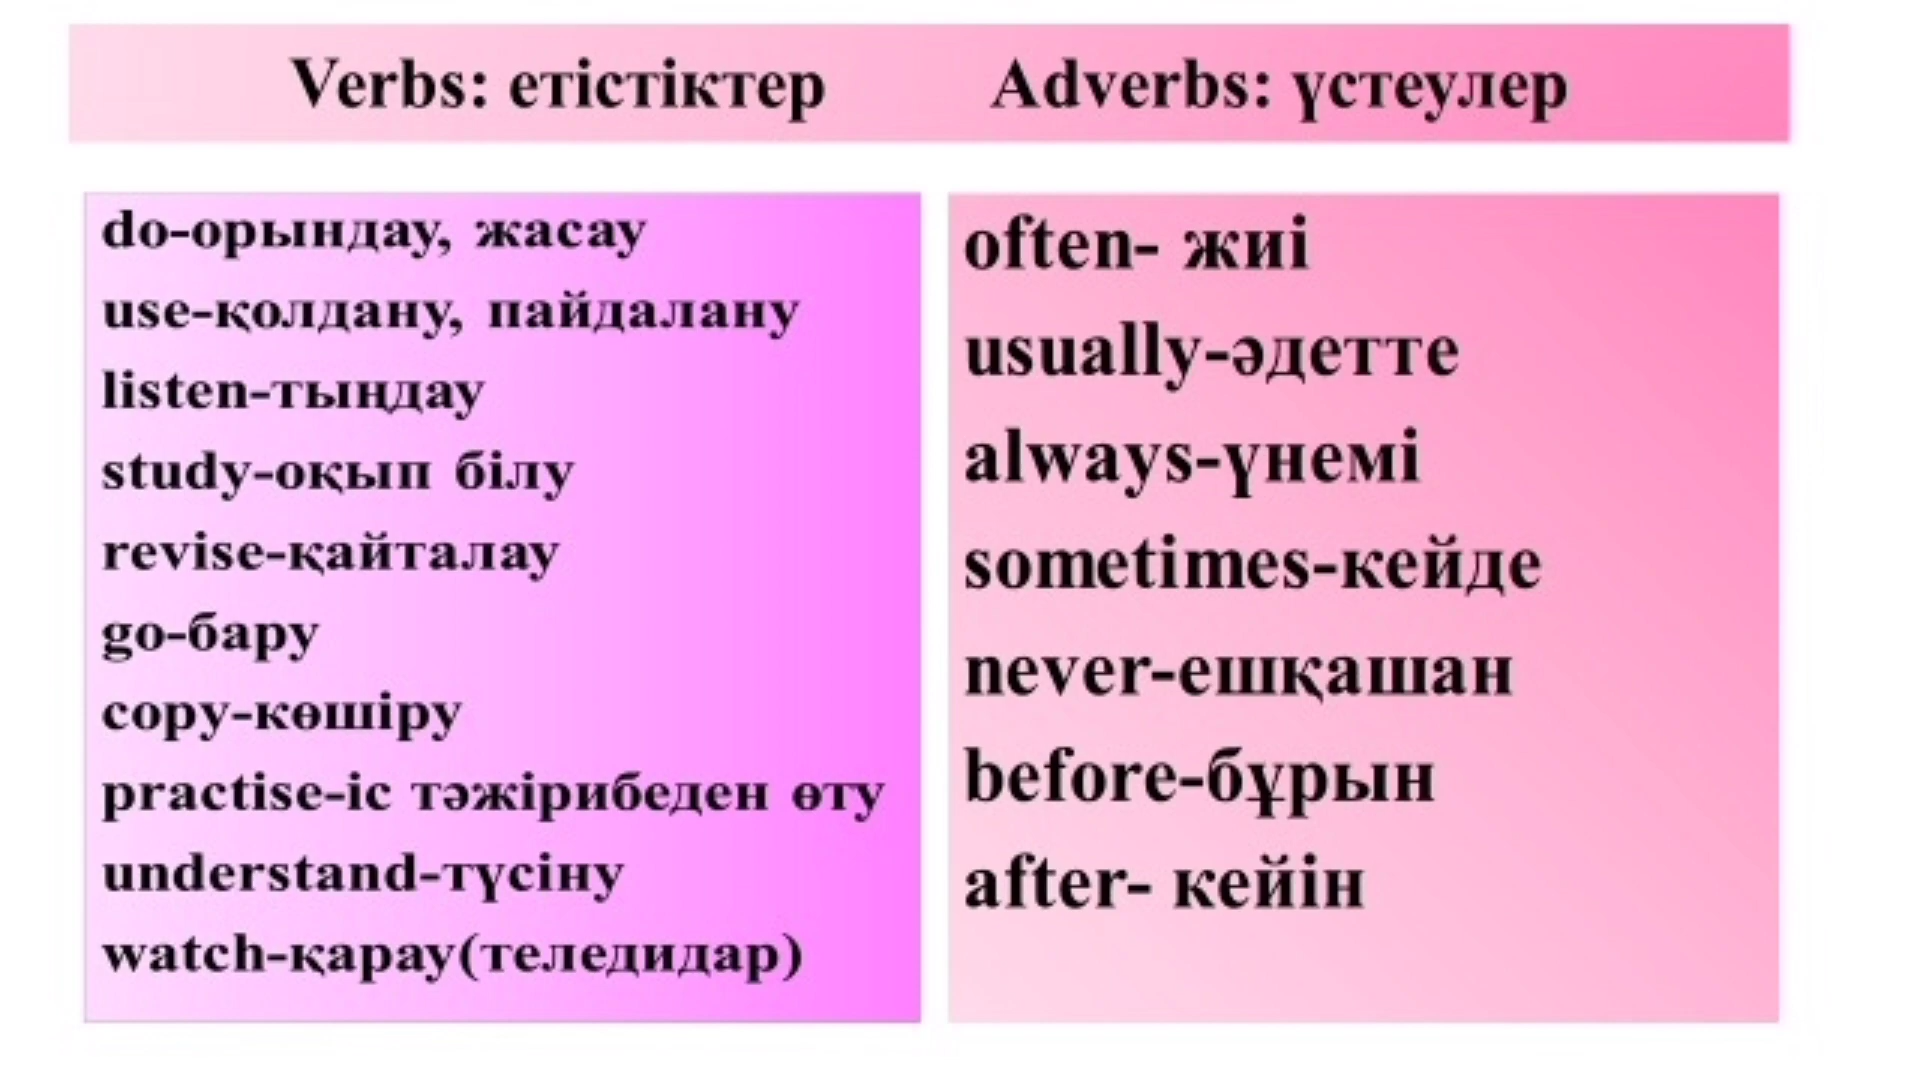 Verbs: етістіктер Adverbs: үстеулер
do-орындау, жасау
use-қолдану, пайдалану
listen-тыңдау
study-оқып білу
revise-қайталау
go-бару
copy-көшіру
practise-іс тәжірибеден өту
understand-түсіну
watch-қарау(теледидар)
often- жиі
usually-әдетте
always-үнемі
sometimes-кейде
never-ешқашан
before-бұрын
after- кейін